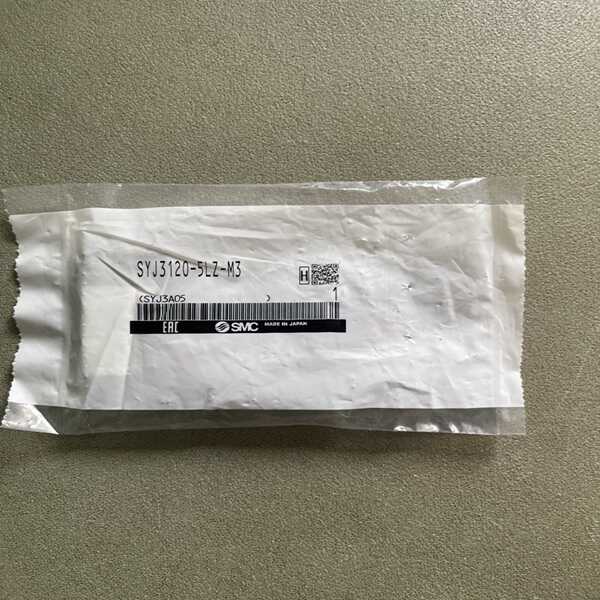 SYJ3120-5LZ-M3
H
(SYJ3A05 ) 1
EAC SMC MADE IN JAPAN